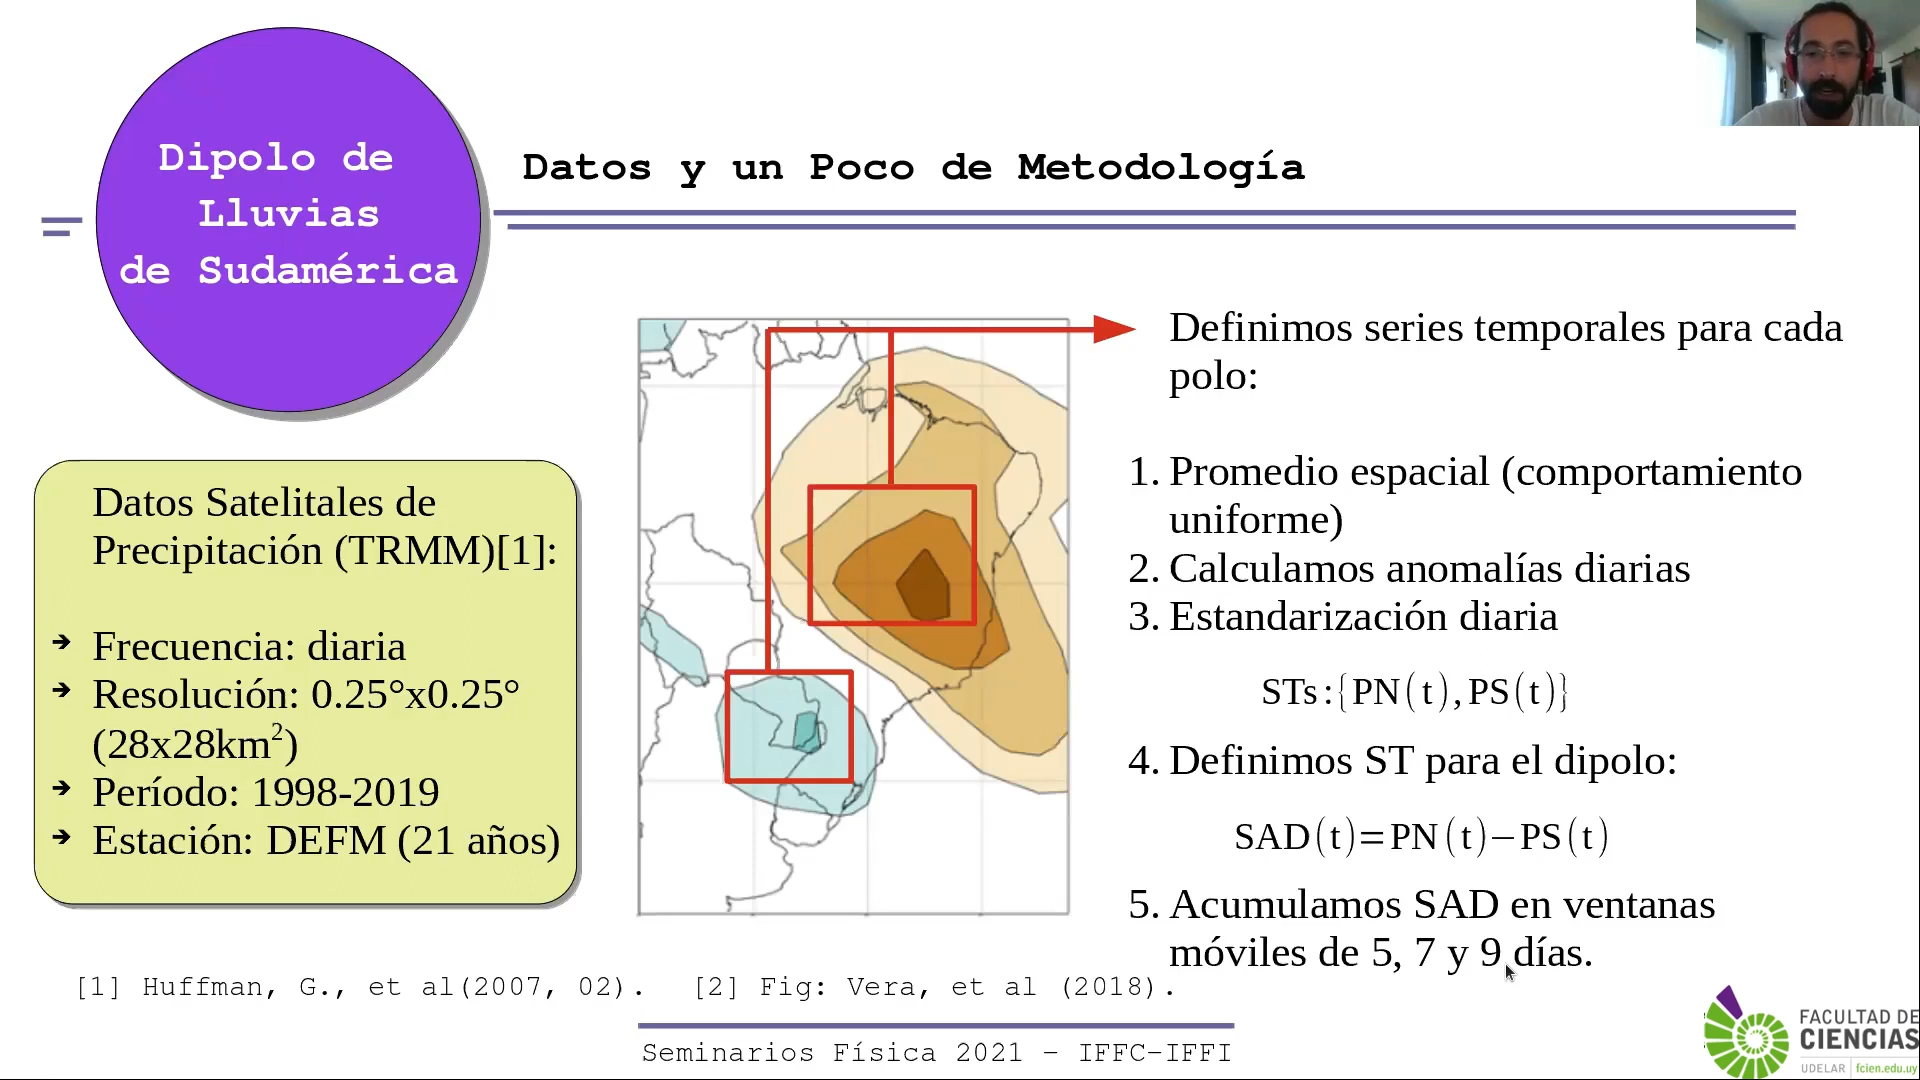 Dipolo de
Lluvias
de Sudamérica
Datos y un Poco de Metodología
Datos Satelitales de
Precipitación (TRMM)[1]:
➔ Frecuencia: diaria
➔ Resolución: 0.25°x0.25°
(28x28km²)
➔ Período: 1998-2019
➔ Estación: DEFM (21 años)
Definimos series temporales para cada
polo:
1. Promedio espacial (comportamiento
uniforme)
2. Calculamos anomalías diarias
3. Estandarización diaria
STs:{PN(t),PS(t)}
4. Definimos ST para el dipolo:
SAD(t)=PN(t)−PS(t)
5. Acumulamos SAD en ventanas
móviles de 5, 7 y 9 días.
[1] Huffman, G., et al(2007, 02). [2] Fig: Vera, et al (2018).
Seminarios Física 2021 – IFFC-IFFI
FACULTAD DE
CIENCIAS
UDELAR | fcien.edu.uy